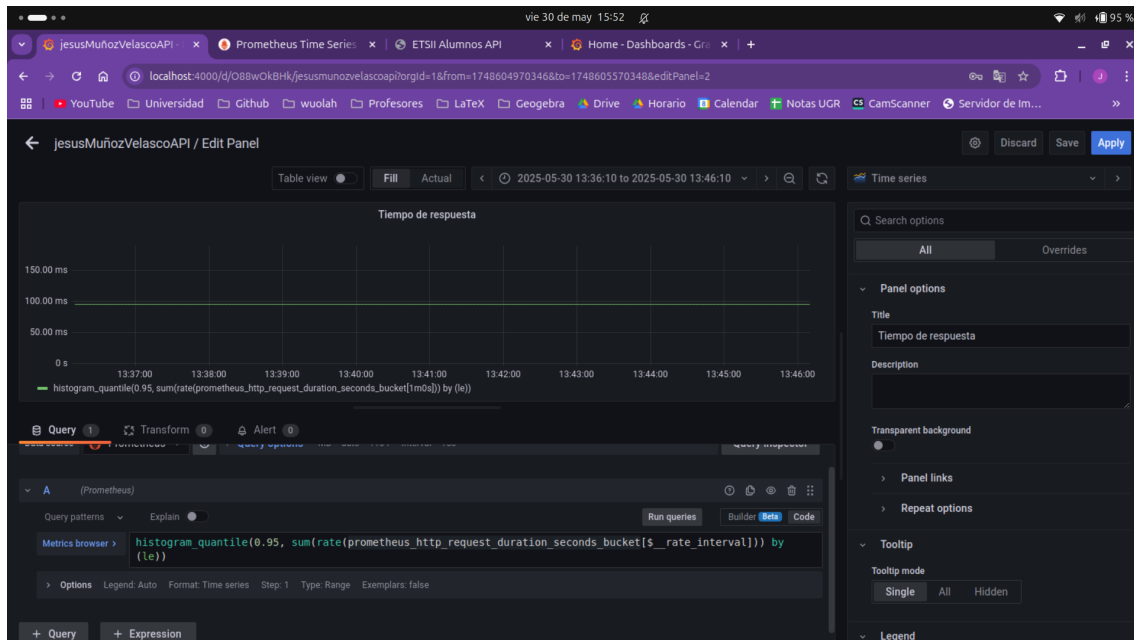 vie 30 de may 15:52
95 %
jesusMuñozVelascoAPI -
Prometheus Time Series
ETSII Alumnos API
Home - Dashboards - Gra
localhost:4000/d/O88wOkBHk/jesusmunozvelascoapi?orgId=1&from=1748604970346&to=1748605570348&editPanel=2
J
YouTube Universidad Github wuolah Profesores LaTeX Geogebra Drive Horario Calendar Notas UGR CamScanner Servidor de Im...
jesusMuñozVelascoAPI / Edit Panel
Discard Save Apply
Table view Fill Actual 2025-05-30 13:36:10 to 2025-05-30 13:46:10
Time series
Tiempo de respuesta
150.00 ms
100.00 ms
50.00 ms
0 s
13:37:00 13:38:00 13:39:00 13:40:00 13:41:00 13:42:00 13:43:00 13:44:00 13:45:00 13:46:00
histogram_quantile(0.95, sum(rate(prometheus_http_request_duration_seconds_bucket[1m0s])) by (le))
Query 1 Transform 0 Alert 0
Query Options
Query inspector
A (Prometheus)
Query patterns Explain Run queries Builder Beta Code
Metrics browser >
histogram_quantile(0.95, sum(rate(prometheus_http_request_duration_seconds_bucket[$__rate_interval])) by
(le))
Options Legend: Auto Format: Time series Step: 1 Type: Range Exemplars: false
+ Query + Expression
Search options
All Overrides
Panel options
Title
Tiempo de respuesta
Description
Transparent background
Panel links
Repeat options
Tooltip
Tooltip mode
Single All Hidden
Legend